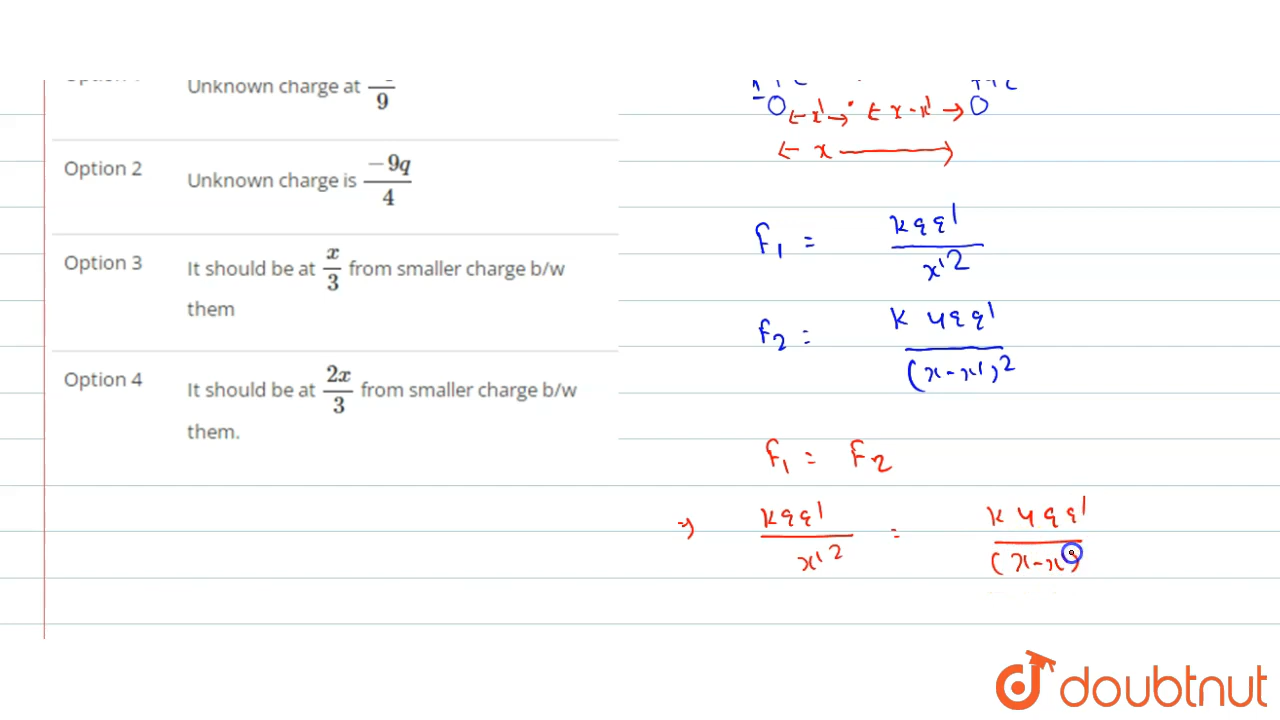 Unknown charge at
9
Option 2
Unknown charge is −9q/4
Option 3
It should be at x/3 from smaller charge b/w
them
Option 4
It should be at 2x/3 from smaller charge b/w
them.
← x' → ← x-x' →
← x →
F₁ = kqq'/x'²
F₂ = k4qq'/(x-x')²
F₁ = F₂
⇒ kqq'/x'² = k4qq'/(x-x')
doubtnut